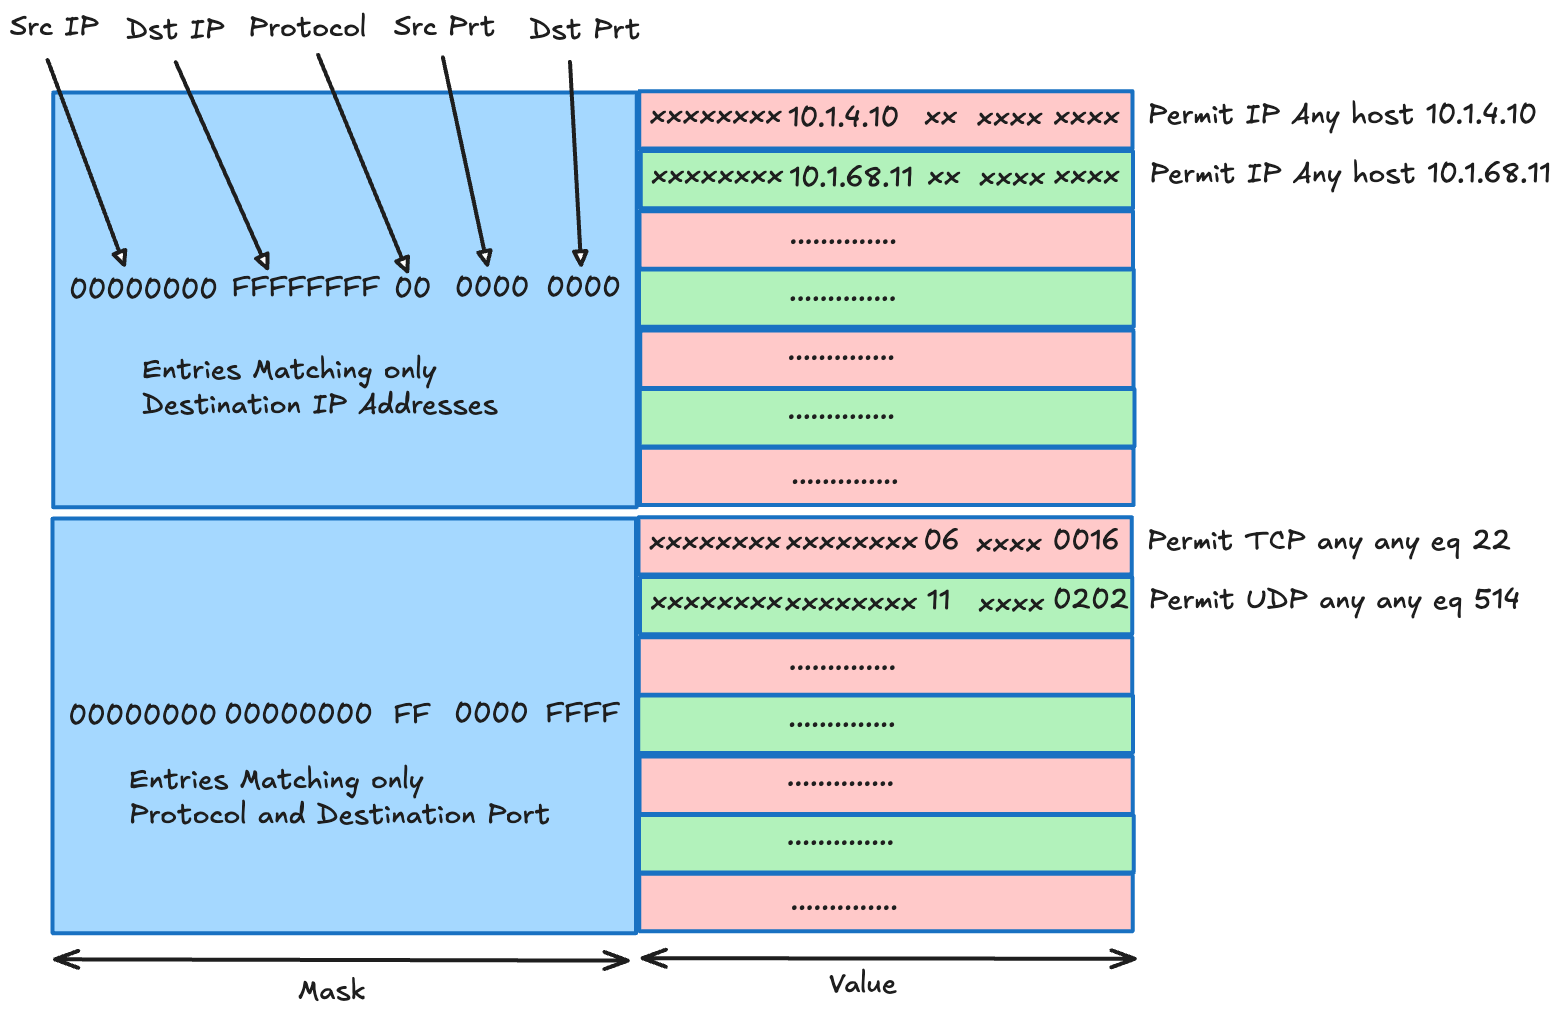 Src IP Dst IP Protocol Src Prt Dst Prt
xxxxxxxx 10.1.4.10 xx xxxx xxxx Permit IP Any host 10.1.4.10
xxxxxxxx 10.1.68.11 xx xxxx xxxx Permit IP Any host 10.1.68.11
..............
00000000 FFFFFFFF 00 0000 0000
..............
..............
Entries Matching only
Destination IP Addresses
..............
..............
xxxxxxxx xxxxxxxx 06 xxxx 0016 Permit TCP any any eq 22
xxxxxxxx xxxxxxxx 11 xxxx 0202 Permit UDP any any eq 514
..............
00000000 00000000 FF 0000 FFFF
..............
Entries Matching only
Protocol and Destination Port
..............
..............
..............
Mask
Value